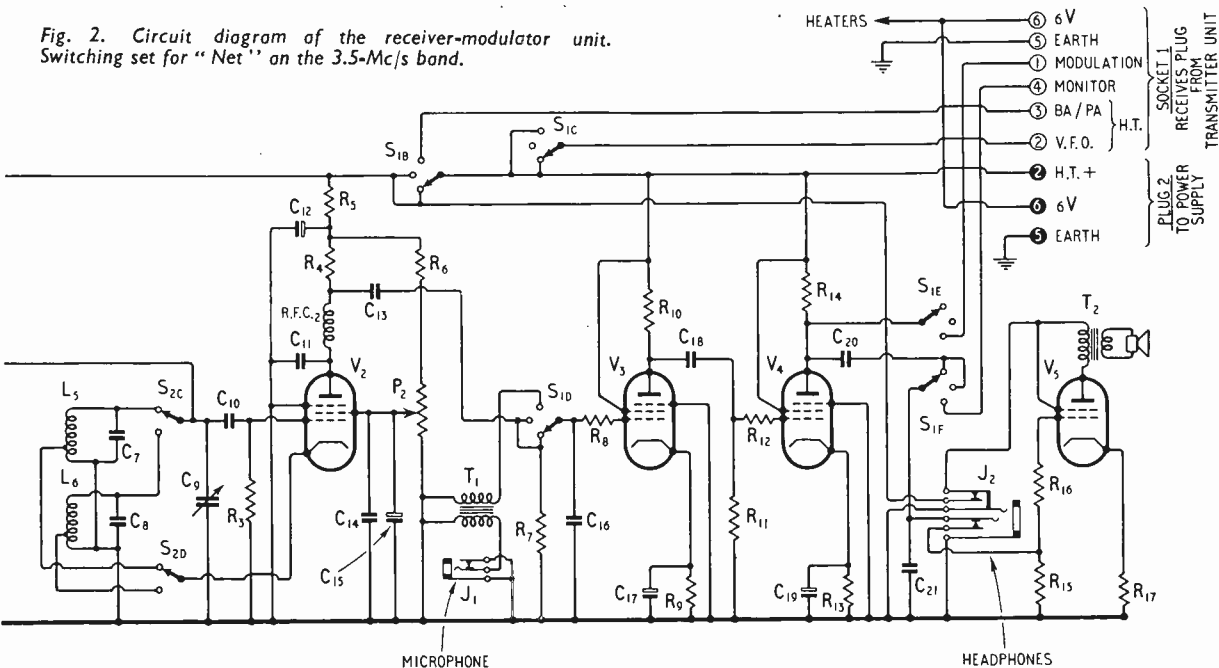 Fig. 2. Circuit diagram of the receiver-modulator unit.
Switching set for "Net" on the 3.5-Mc/s band.
HEATERS
⑥ 6V
⑤ EARTH
① MODULATION
④ MONITOR
③ BA/PA
② V.F.O.
H.T.
SOCKET 1
RECEIVES PLUG
FROM
TRANSMITTER UNIT
❷ H.T.+
❻ 6V
❺ EARTH
PLUG 2
TO POWER
SUPPLY
S1B
S1C
C12
R5
R4
R6
R.F.C.2
C13
C11
V2
P2
R10
C18
V3
R14
C20
V4
S1E
S1F
T2
V5
L5
S2C
C10
C7
L6
C9
C8
R3
S2D
C14
C15
T1
S1D
R8
R7
C16
J1
R12
R11
C17
R9
C19
R13
J2
R16
C21
R15
R17
MICROPHONE
HEADPHONES